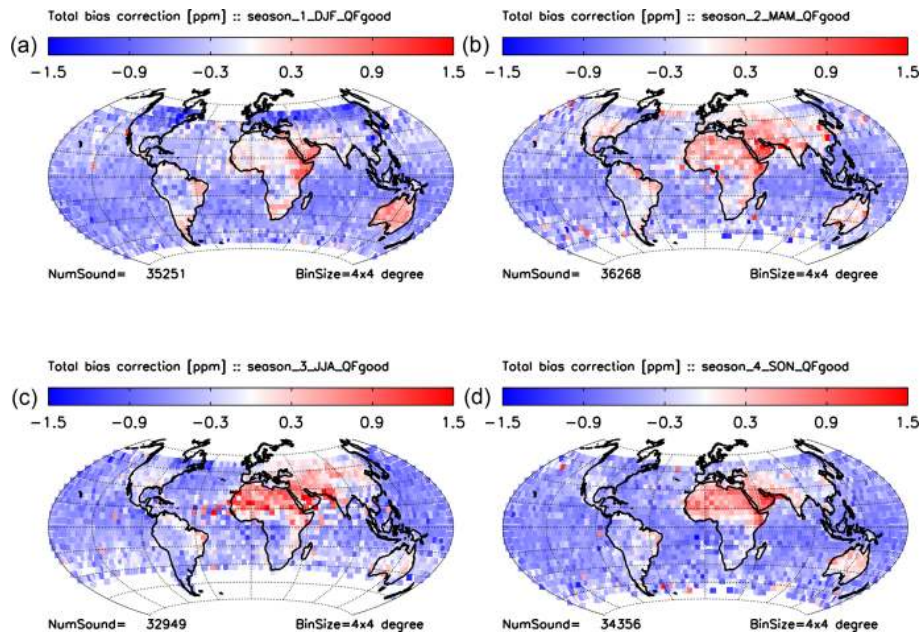 Total bias correction [ppm] :: season_1_DJF_QFgood
(a)
−1.5 −0.9 −0.3 0.3 0.9 1.5
NumSound= 35251 BinSize=4x4 degree
Total bias correction [ppm] :: season_2_MAM_QFgood
(b)
−1.5 −0.9 −0.3 0.3 0.9 1.5
NumSound= 36268 BinSize=4x4 degree
Total bias correction [ppm] :: season_3_JJA_QFgood
(c)
−1.5 −0.9 −0.3 0.3 0.9 1.5
NumSound= 32949 BinSize=4x4 degree
Total bias correction [ppm] :: season_4_SON_QFgood
(d)
−1.5 −0.9 −0.3 0.3 0.9 1.5
NumSound= 34356 BinSize=4x4 degree